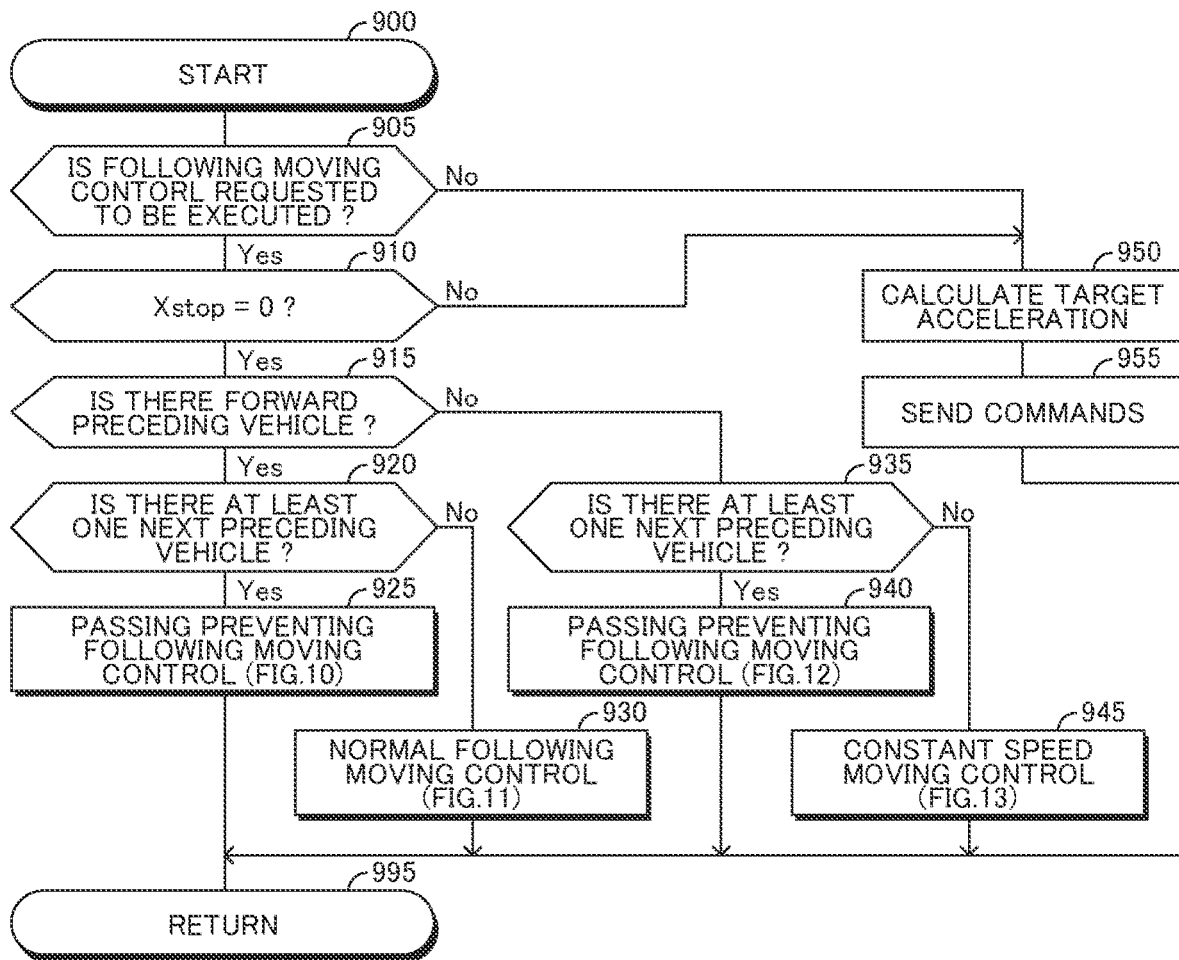 900
START
905
IS FOLLOWING MOVING
CONTORL REQUESTED
TO BE EXECUTED ?
No
Yes
910
Xstop = 0 ?
No
950
CALCULATE TARGET
ACCELERATION
Yes
915
IS THERE FORWARD
PRECEDING VEHICLE ?
No
955
SEND COMMANDS
Yes
920
IS THERE AT LEAST
ONE NEXT PRECEDING
VEHICLE ?
No
935
IS THERE AT LEAST
ONE NEXT PRECEDING
VEHICLE ?
No
Yes
925
PASSING PREVENTING
FOLLOWING MOVING
CONTROL (FIG.10)
Yes
940
PASSING PREVENTING
FOLLOWING MOVING
CONTROL (FIG.12)
930
NORMAL FOLLOWING
MOVING CONTROL
(FIG.11)
945
CONSTANT SPEED
MOVING CONTROL
(FIG.13)
995
RETURN